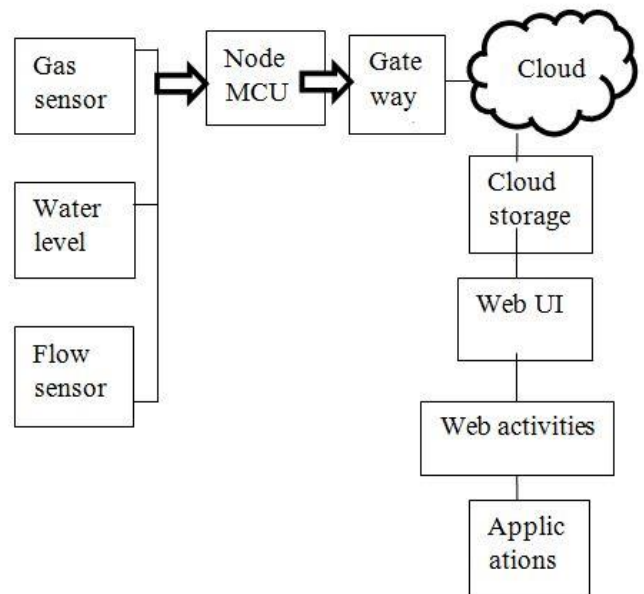 Gas
sensor
Node
MCU
Gate
way
Cloud
Water
level
Cloud
storage
Web UI
Flow
sensor
Web activities
Applic
ations